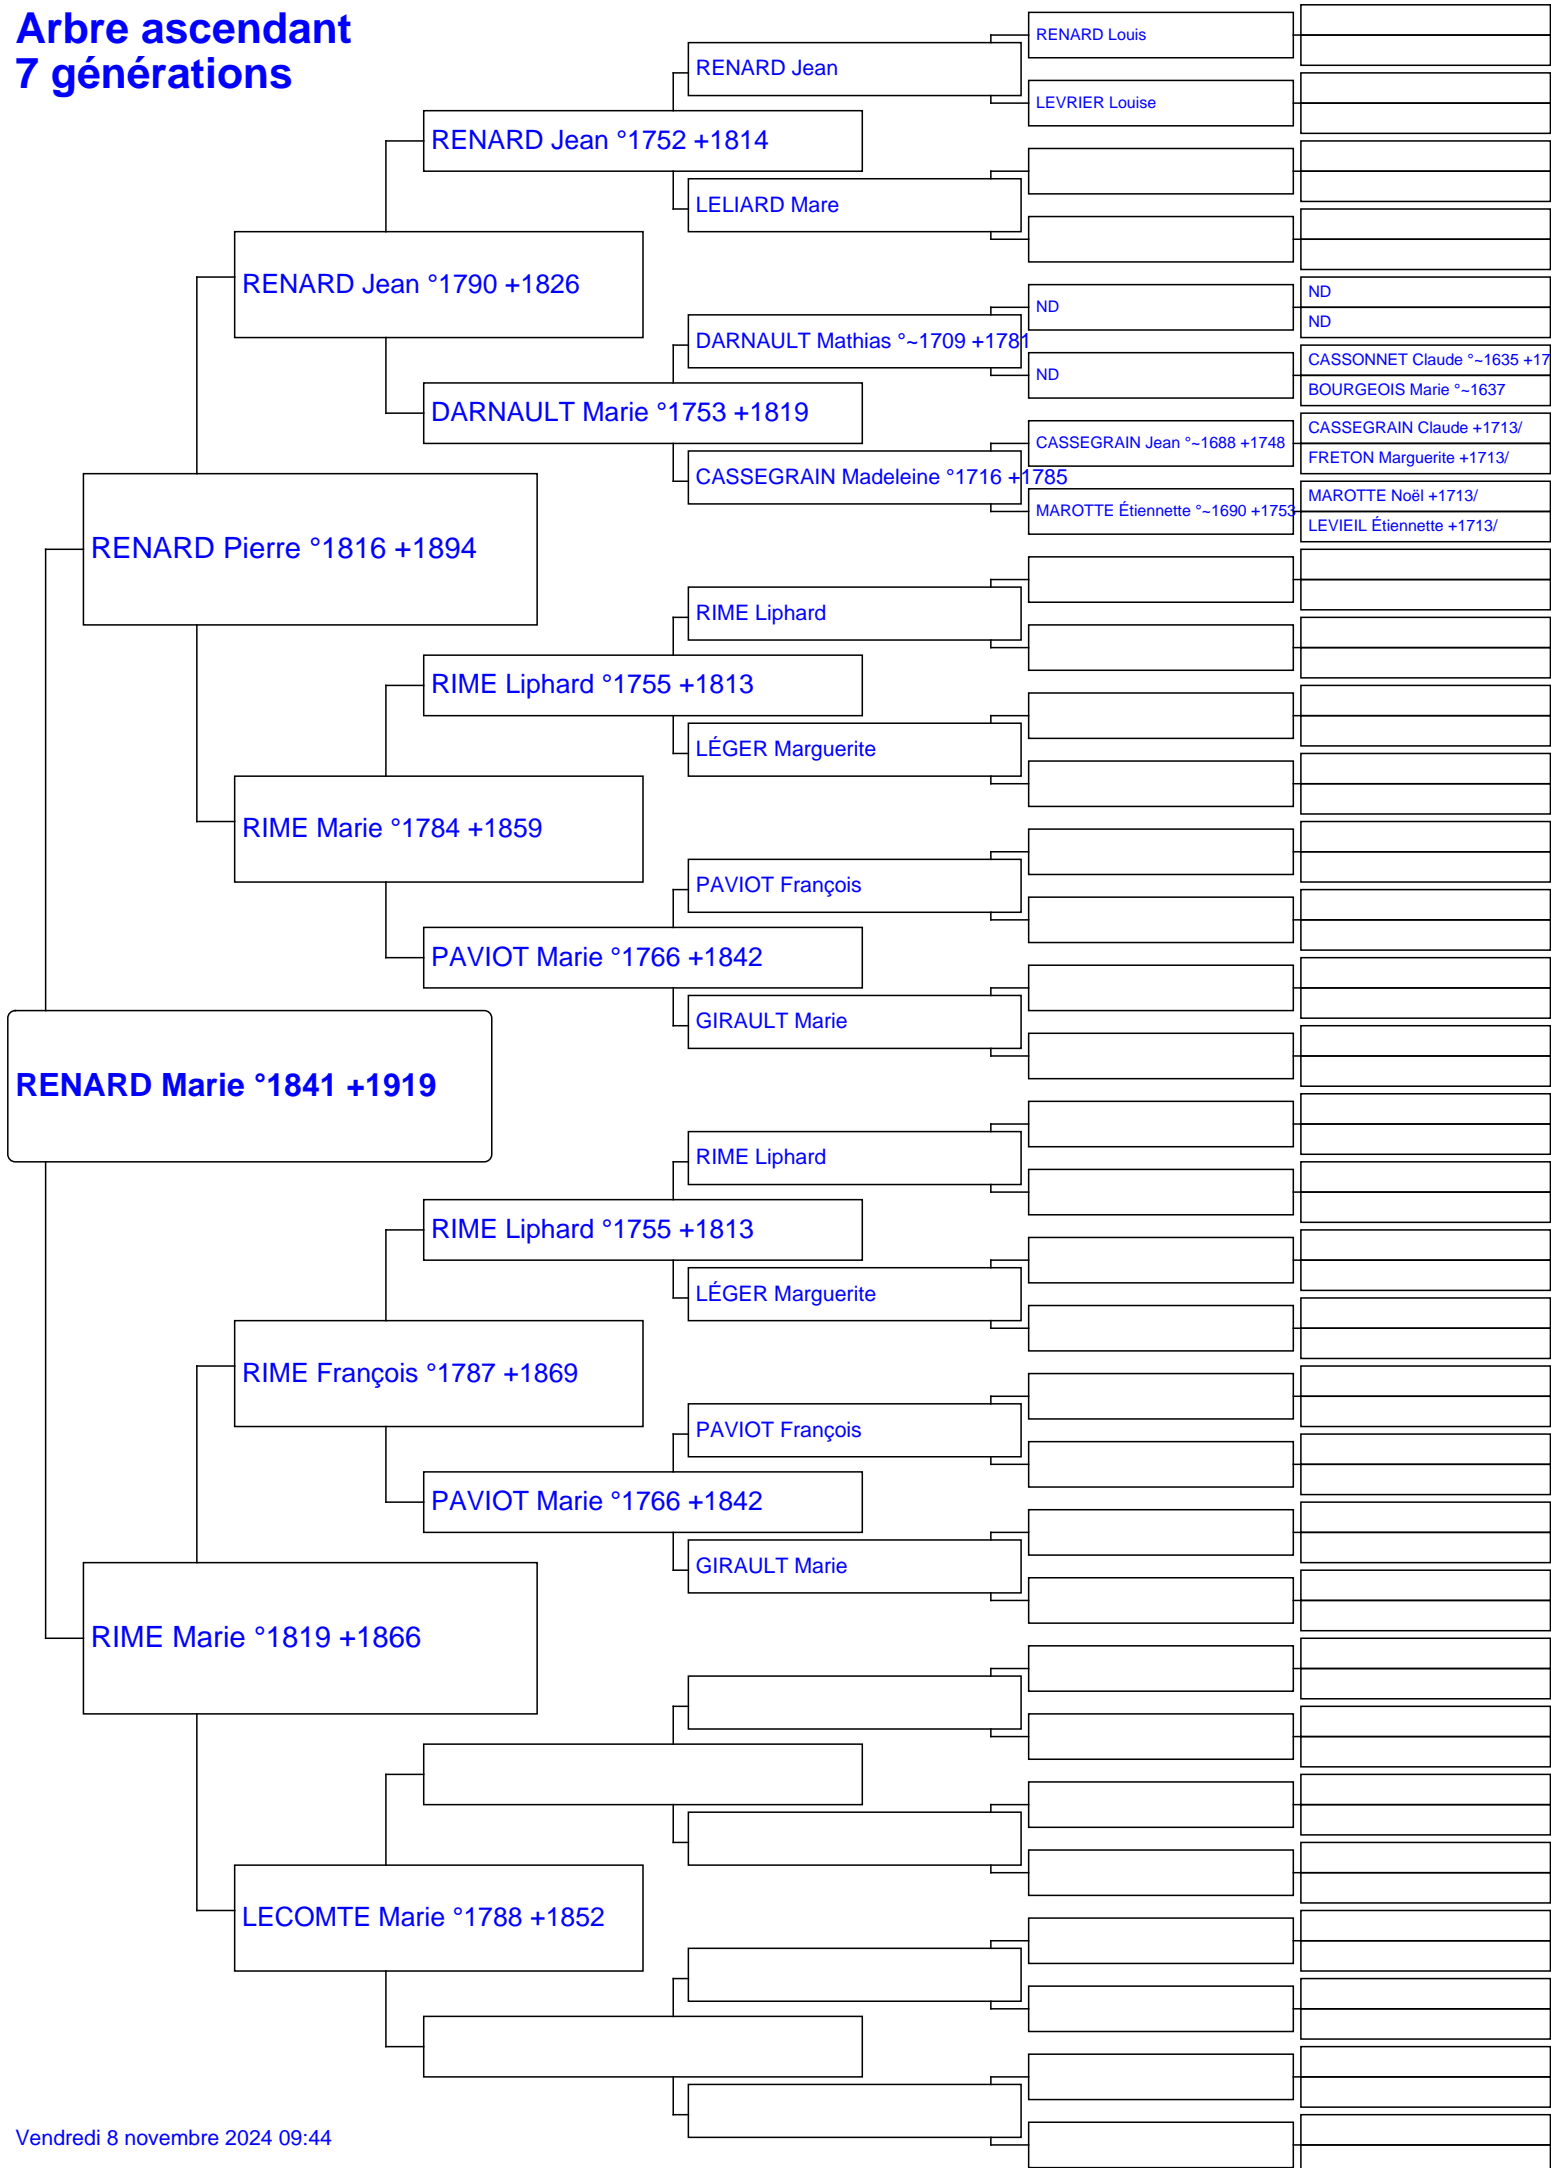 Arbre ascendant
7 générations
RENARD Louis
RENARD Jean
LEVRIER Louise
RENARD Jean °1752 +1814
LELIARD Mare
RENARD Jean °1790 +1826
ND
ND
ND
DARNAULT Mathias °~1709 +1781
CASSONNET Claude °~1635 +17
ND
BOURGEOIS Marie °~1637
DARNAULT Marie °1753 +1819
CASSEGRAIN Claude +1713/
CASSEGRAIN Jean °~1688 +1748
FRETON Marguerite +1713/
CASSEGRAIN Madeleine °1716 +1785
MAROTTE Noël +1713/
MAROTTE Étiennette °~1690 +1753
LEVIEIL Étiennette +1713/
RENARD Pierre °1816 +1894
RIME Liphard
RIME Liphard °1755 +1813
LÉGER Marguerite
RIME Marie °1784 +1859
PAVIOT François
PAVIOT Marie °1766 +1842
GIRAULT Marie
RENARD Marie °1841 +1919
RIME Liphard
RIME Liphard °1755 +1813
LÉGER Marguerite
RIME François °1787 +1869
PAVIOT François
PAVIOT Marie °1766 +1842
GIRAULT Marie
RIME Marie °1819 +1866
LECOMTE Marie °1788 +1852
Vendredi 8 novembre 2024 09:44